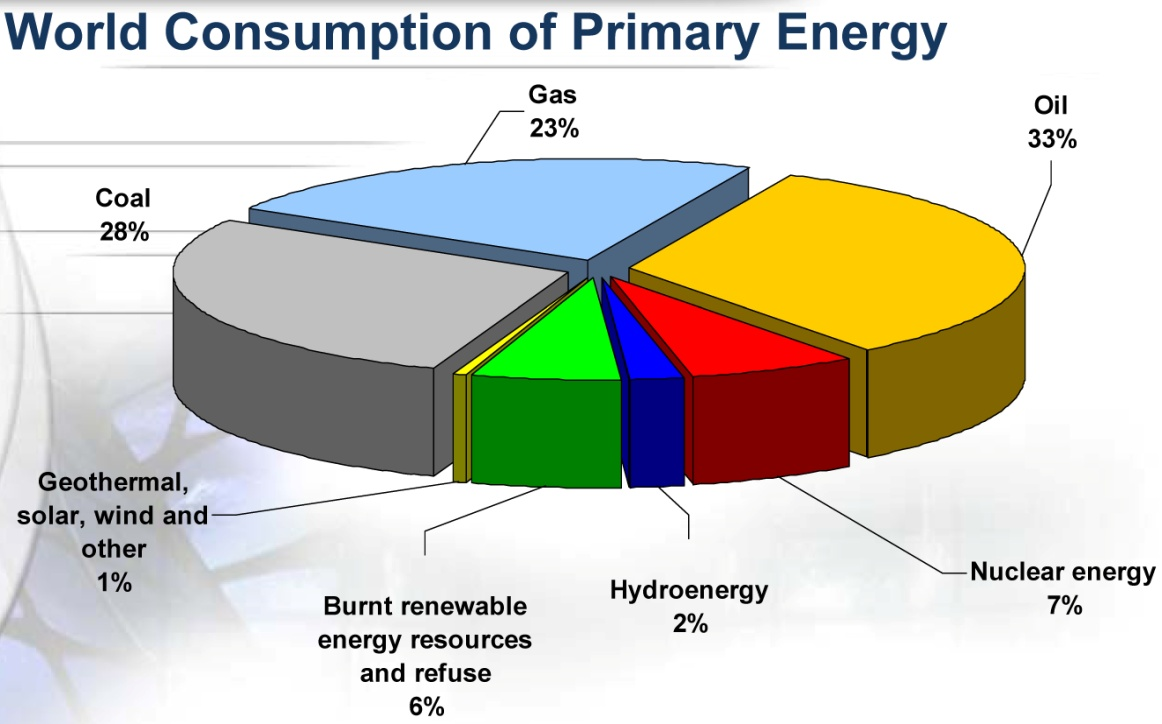 World Consumption of Primary Energy
Gas
23%
Oil
33%
Coal
28%
Geothermal,
solar, wind and
other
1%
Burnt renewable
energy resources
and refuse
6%
Hydroenergy
2%
Nuclear energy
7%